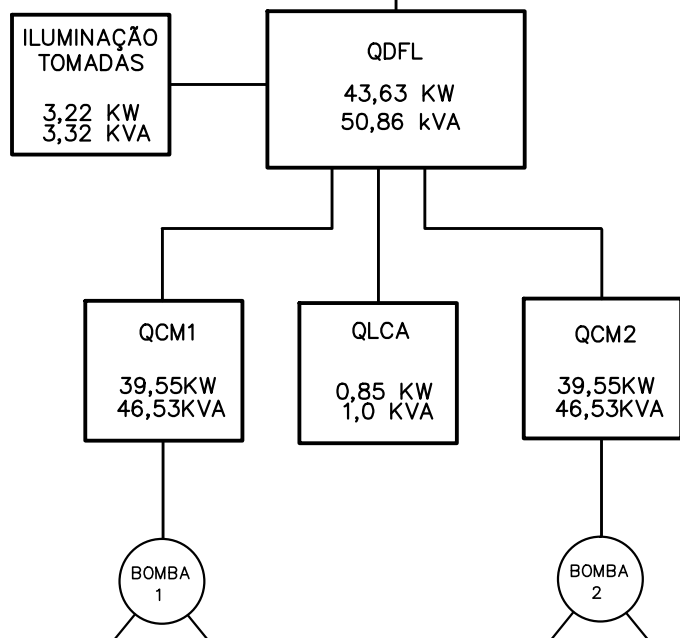 ILUMINAÇÃO
TOMADAS
3,22 KW
3,32 KVA
QDFL
43,63 KW
50,86 kVA
QCM1
39,55KW
46,53KVA
QLCA
0,85 KW
1,0 KVA
QCM2
39,55KW
46,53KVA
BOMBA
1
BOMBA
2